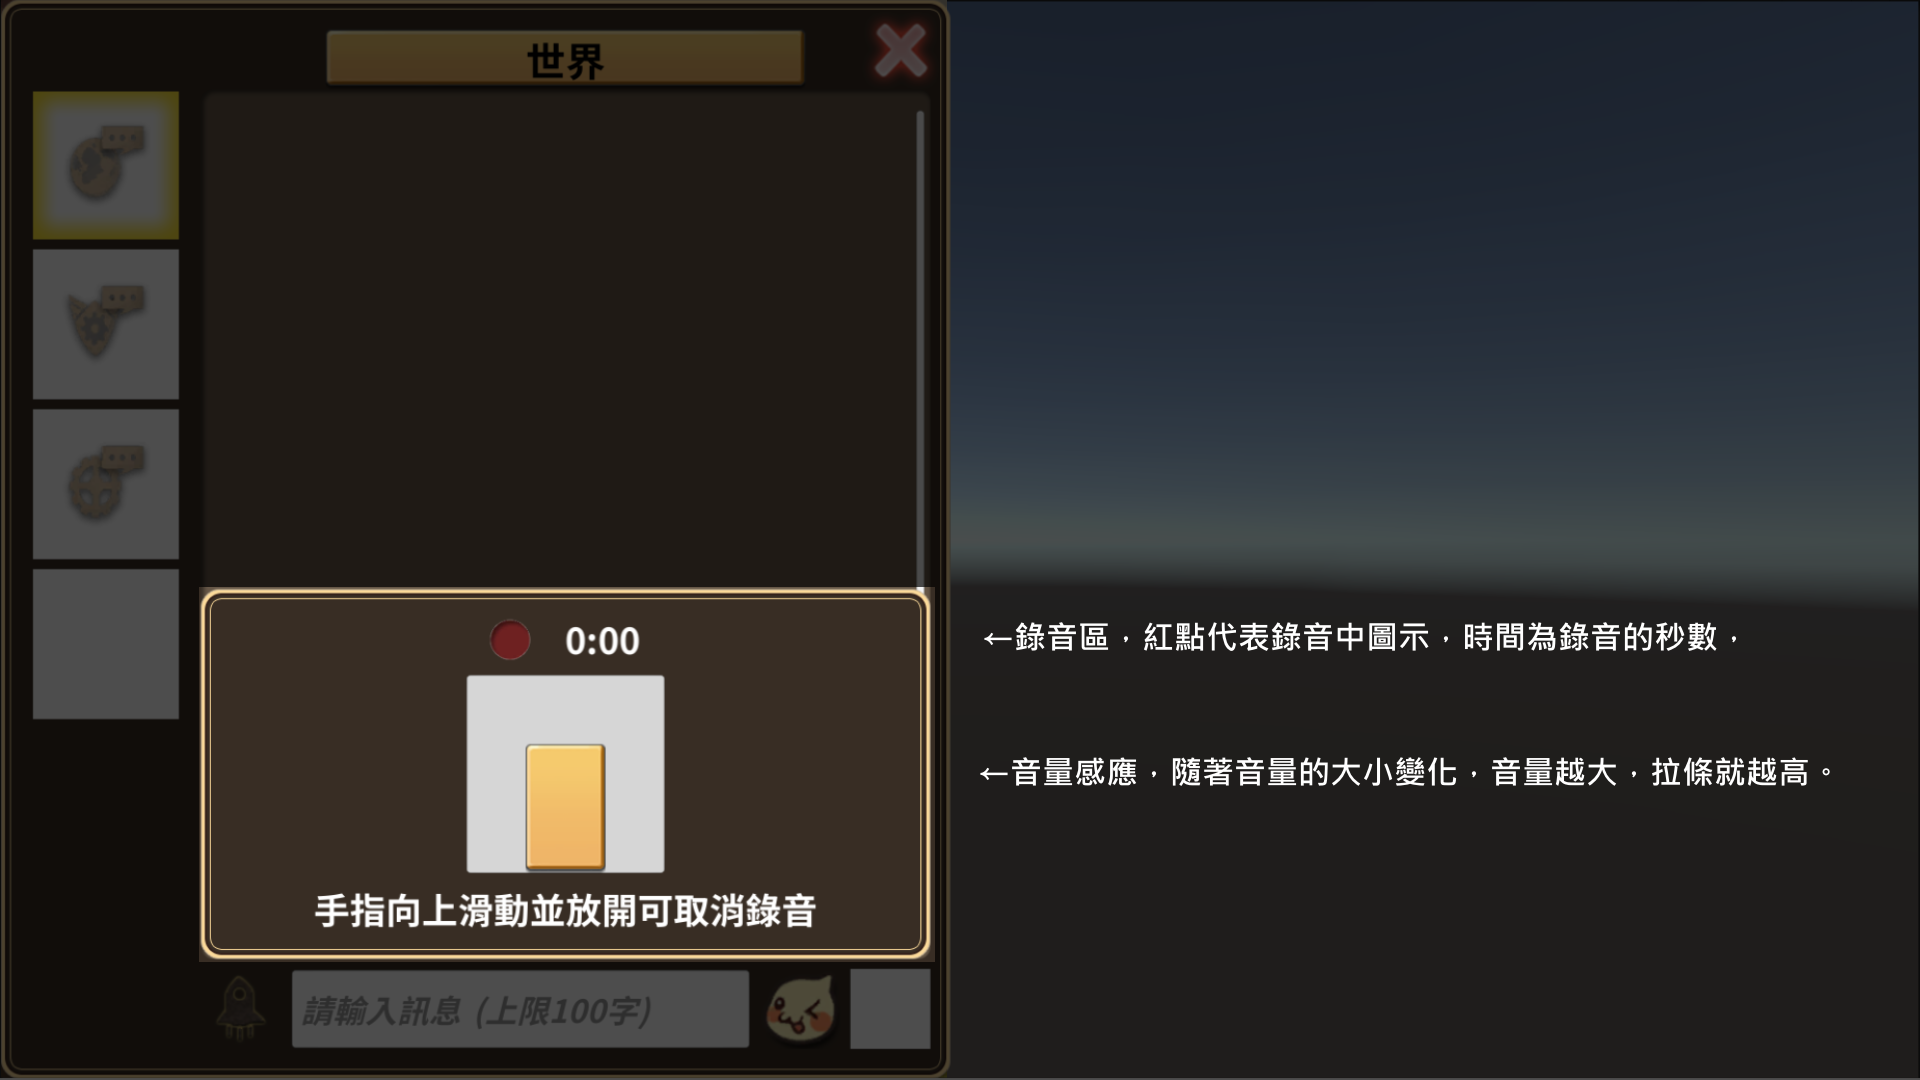 世界
0:00
←錄音區，紅點代表錄音中圖示，時間為錄音的秒數，
←音量感應，隨著音量的大小變化，音量越大，拉條就越高。
手指向上滑動並放開可取消錄音
請輸入訊息 (上限100字)